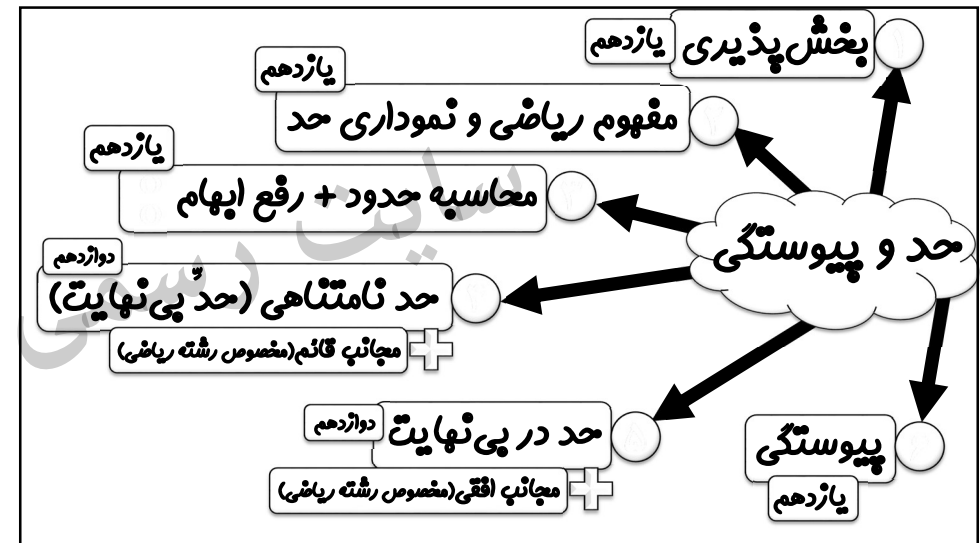 بخش‌پذیری
یازدهم
مفهوم ریاضی و نموداری حد
یازدهم
محاسبه حدود + رفع ابهام
یازدهم
حد و پیوستگی
حد نامتناهی (حدِّ بی‌نهایت)
دوازدهم
مجانب قائم(مخصوص رشته ریاضی)
حد در بی‌نهایت
دوازدهم
مجانب افقی(مخصوص رشته ریاضی)
پیوستگی
یازدهم
سایت رسمی